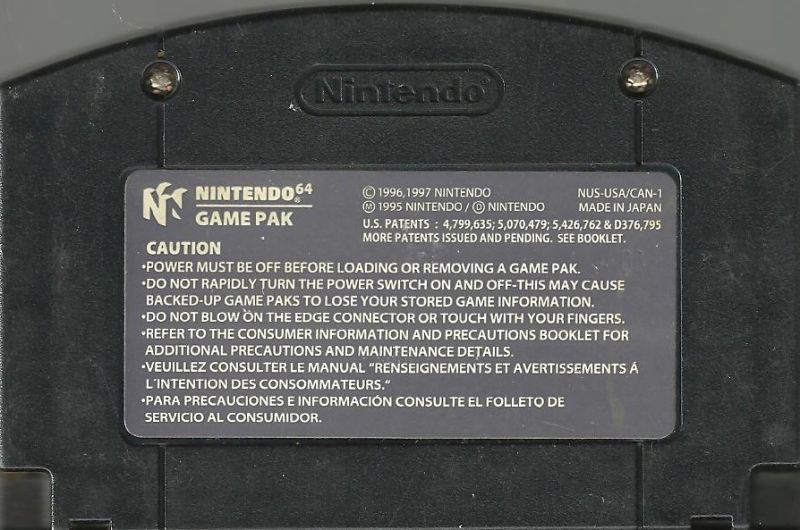 Nintendo®
NINTENDO®64
GAME PAK
©1996,1997 NINTENDO
Ⓜ1995 NINTENDO / Ⓓ NINTENDO
NUS-USA/CAN-1
MADE IN JAPAN
U.S. PATENTS : 4,799,635; 5,070,479; 5,426,762 & D376,795
MORE PATENTS ISSUED AND PENDING. SEE BOOKLET.
CAUTION
•POWER MUST BE OFF BEFORE LOADING OR REMOVING A GAME PAK.
•DO NOT RAPIDLY TURN THE POWER SWITCH ON AND OFF-THIS MAY CAUSE
BACKED-UP GAME PAKS TO LOSE YOUR STORED GAME INFORMATION.
•DO NOT BLOW ON THE EDGE CONNECTOR OR TOUCH WITH YOUR FINGERS.
•REFER TO THE CONSUMER INFORMATION AND PRECAUTIONS BOOKLET FOR
ADDITIONAL PRECAUTIONS AND MAINTENANCE DETAILS.
•VEUILLEZ CONSULTER LE MANUAL "RENSEIGNEMENTS ET AVERTISSEMENTS Á
L'INTENTION DES CONSOMMATEURS."
•PARA PRECAUCIONES E INFORMACIÓN CONSULTE EL FOLLETO DE
SERVICIO AL CONSUMIDOR.